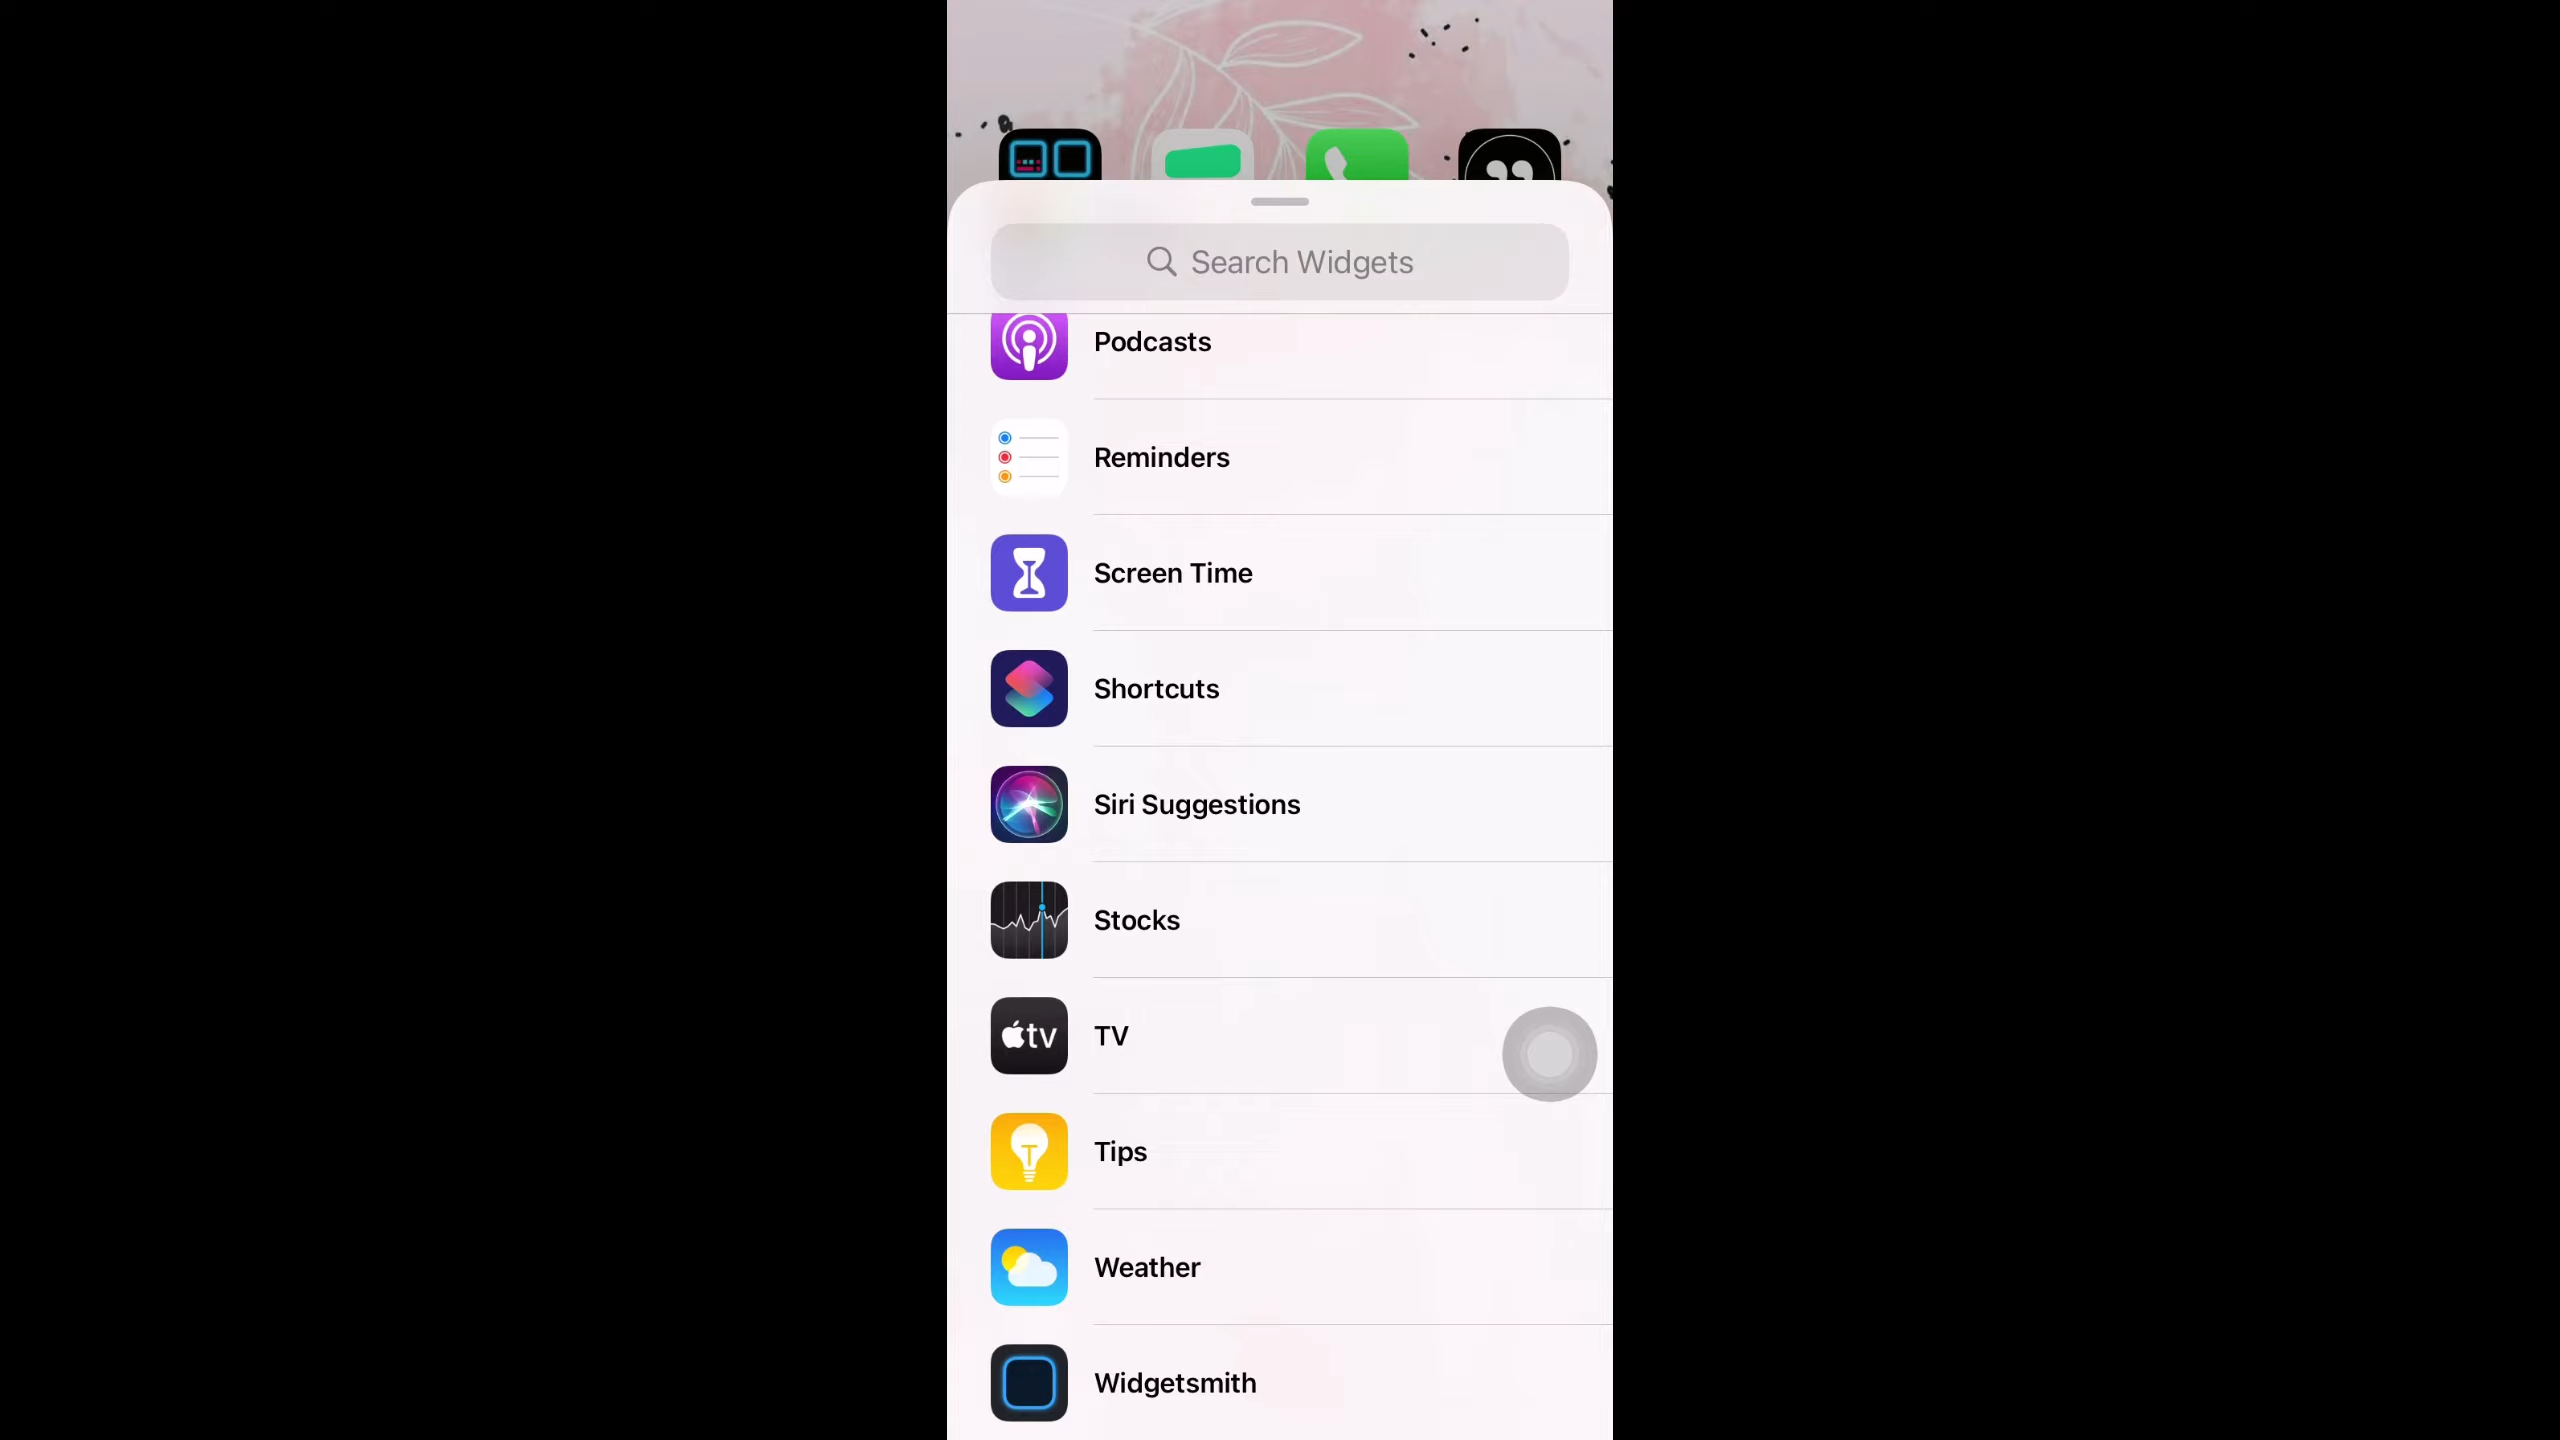 Search Widgets
Podcasts
Reminders
Screen Time
Shortcuts
Siri Suggestions
Stocks
tv
TV
Tips
Weather
Widgetsmith